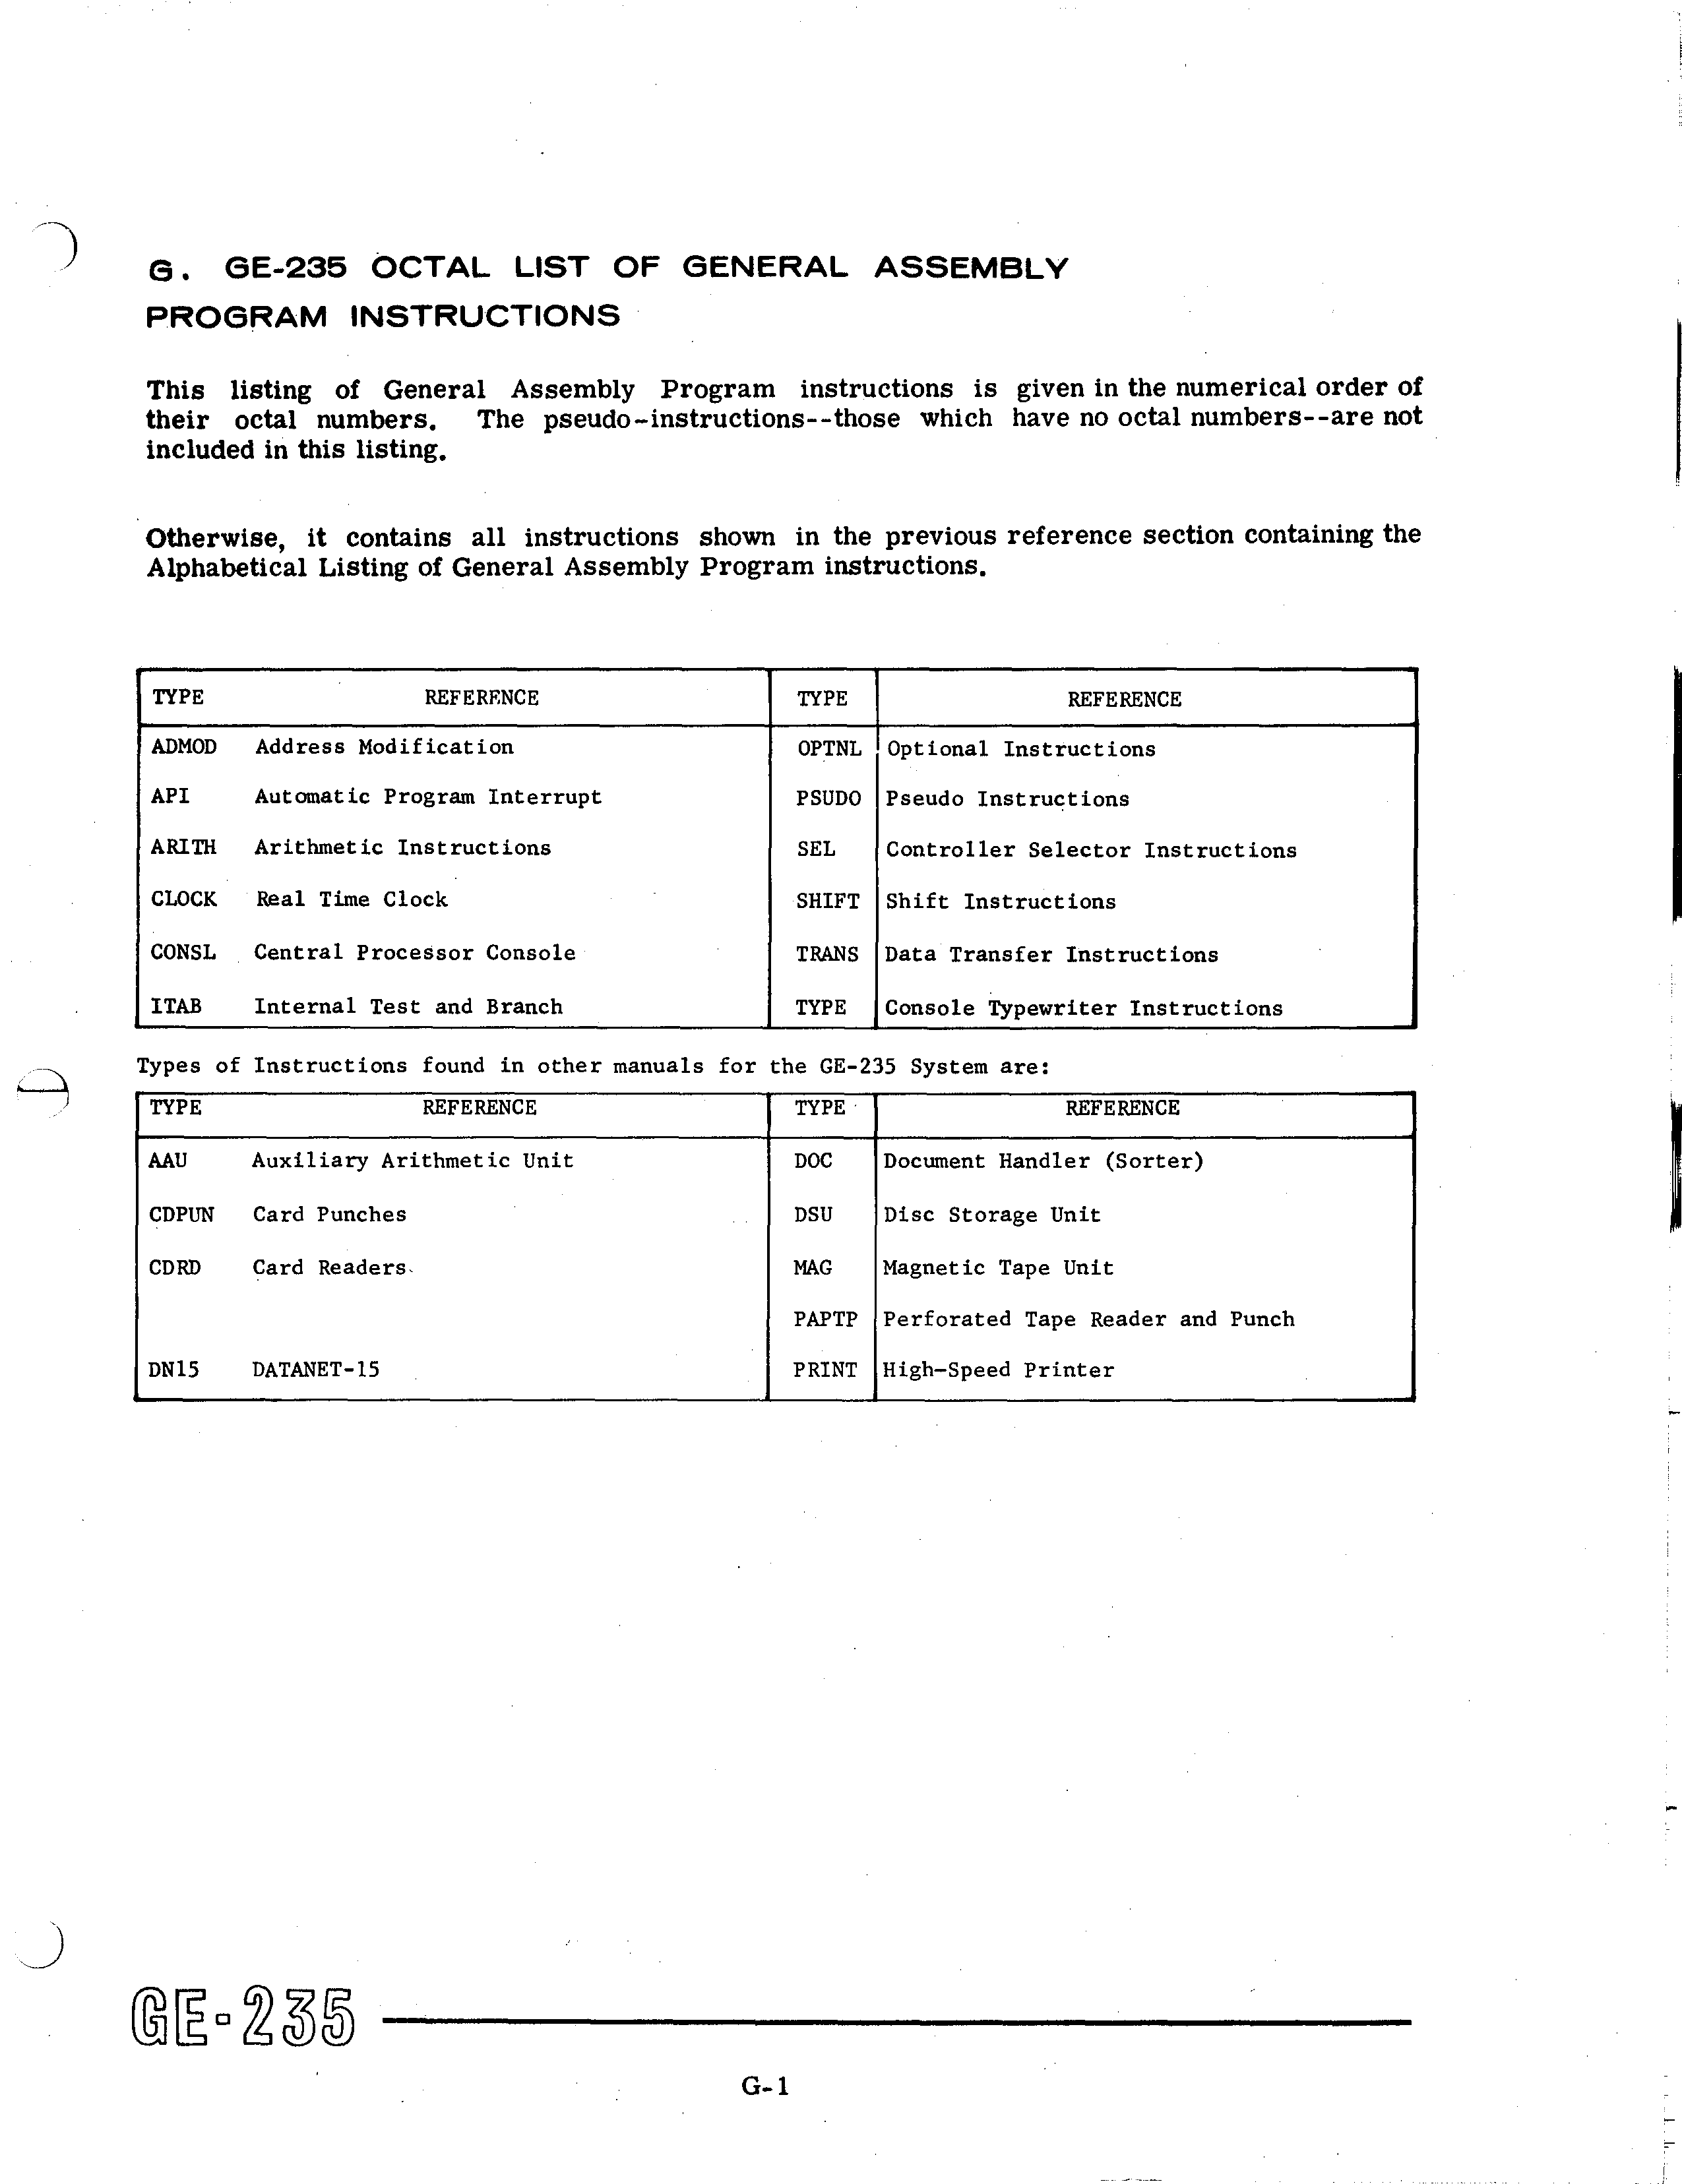 G. GE-235 OCTAL LIST OF GENERAL ASSEMBLY
PROGRAM INSTRUCTIONS
This listing of General Assembly Program instructions is given in the numerical order of
their octal numbers. The pseudo-instructions--those which have no octal numbers--are not
included in this listing.
Otherwise, it contains all instructions shown in the previous reference section containing the
Alphabetical Listing of General Assembly Program instructions.
TYPE REFERENCE TYPE REFERENCE
ADMOD Address Modification OPTNL Optional Instructions
API Automatic Program Interrupt PSUDO Pseudo Instructions
ARITH Arithmetic Instructions SEL Controller Selector Instructions
CLOCK Real Time Clock SHIFT Shift Instructions
CONSL Central Processor Console TRANS Data Transfer Instructions
ITAB Internal Test and Branch TYPE Console Typewriter Instructions
Types of Instructions found in other manuals for the GE-235 System are:
TYPE REFERENCE TYPE REFERENCE
AAU Auxiliary Arithmetic Unit DOC Document Handler (Sorter)
CDPUN Card Punches DSU Disc Storage Unit
CDRD Card Readers MAG Magnetic Tape Unit
PAPTP Perforated Tape Reader and Punch
DN15 DATANET-15 PRINT High-Speed Printer
GE-235
G-1